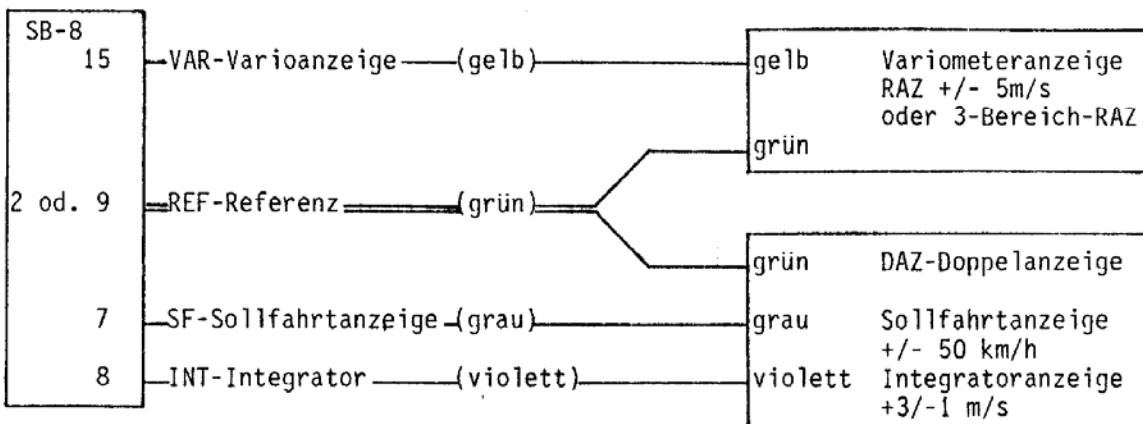 SB-8
15 VAR-Varioanzeige (gelb) gelb Variometeranzeige
RAZ +/- 5m/s
oder 3-Bereich-RAZ
grün
2 od. 9 REF-Referenz (grün)
grün DAZ-Doppelanzeige
7 SF-Sollfahrtanzeige (grau) grau Sollfahrtanzeige
+/- 50 km/h
8 INT-Integrator (violett) violett Integratoranzeige
+3/-1 m/s